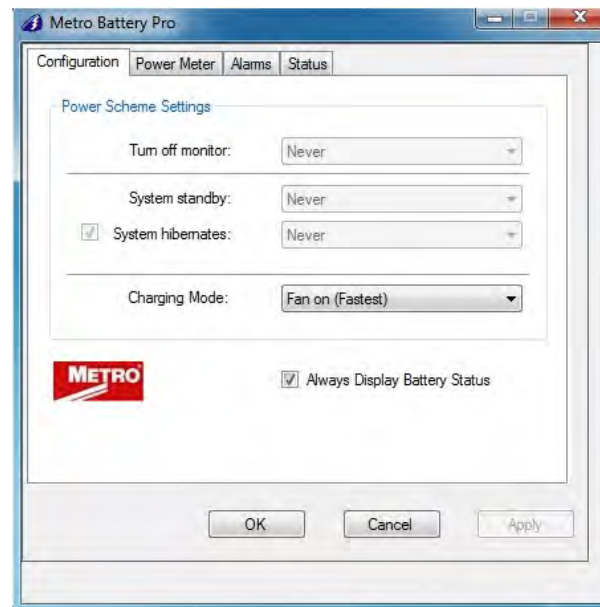 Metro Battery Pro
Configuration Power Meter Alarms Status
Power Scheme Settings
Turn off monitor: Never
System standby: Never
System hibernates: Never
Charging Mode: Fan on (Fastest)
METRO Always Display Battery Status
OK Cancel Apply